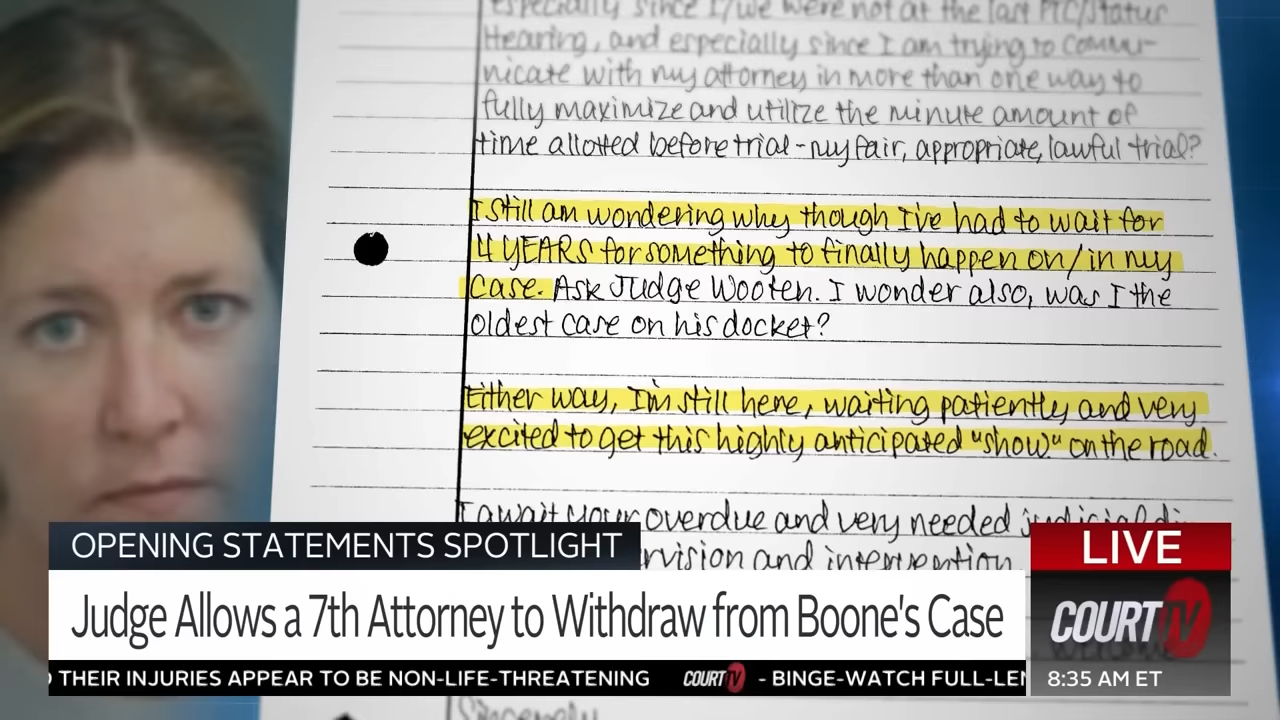 especially since I/we were not at the last PTC/Status
Hearing, and especially since I am trying to commu-
nicate with my attorney, in more than one way to
fully maximize and utilize the minute amount of
time allotted before trial - my fair, appropriate, lawful trial?
I still am wondering why though I've had to wait for
4 YEARS for something to finally happen on/in my
case. Ask Judge Wooten. I wonder also, was I the
oldest case on his docket?
Either way, I'm still here, waiting patiently and very
excited to get this highly anticipated "show" on the road.
I await your overdue and very needed judicial di
rvision and intervention
Sincerely
OPENING STATEMENTS SPOTLIGHT
LIVE
Judge Allows a 7th Attorney to Withdraw from Boone's Case
COURT TV
THEIR INJURIES APPEAR TO BE NON-LIFE-THREATENING COURT TV - BINGE-WATCH FULL-LEN
8:35 AM ET